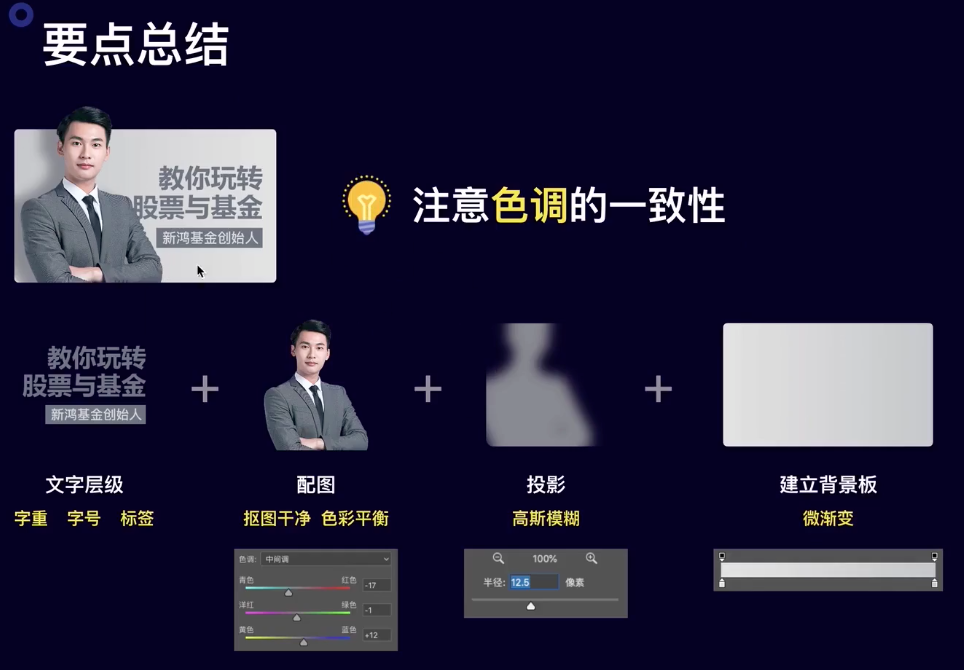 要点总结
教你玩转
股票与基金
新鸿基金创始人
注意色调的一致性
教你玩转
股票与基金
新鸿基金创始人
文字层级
字重 字号 标签
配图
抠图干净 色彩平衡
投影
高斯模糊
建立背景板
微渐变
色调: 中间调
青色 红色 -17
洋红 绿色 -1
黄色 蓝色 +12
100%
半径: 12.5 像素